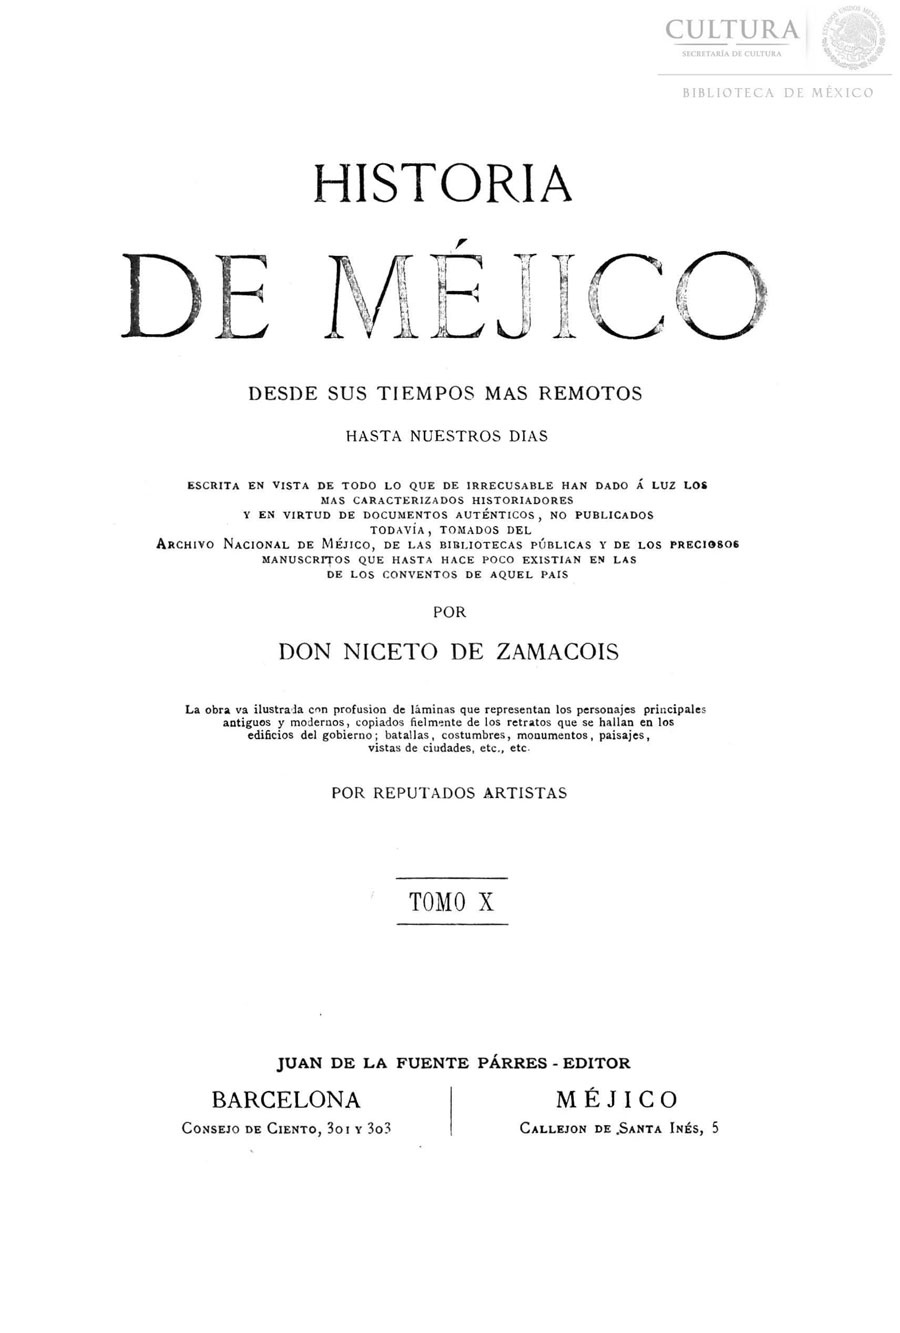 CULTURA
SECRETARÍA DE CULTURA
ESTADOS UNIDOS MEXICANOS
BIBLIOTECA DE MÉXICO
HISTORIA
DE MÉJICO
DESDE SUS TIEMPOS MAS REMOTOS
HASTA NUESTROS DIAS
ESCRITA EN VISTA DE TODO LO QUE DE IRRECUSABLE HAN DADO Á LUZ LOS
MAS CARACTERIZADOS HISTORIADORES
Y EN VIRTUD DE DOCUMENTOS AUTÉNTICOS, NO PUBLICADOS
TODAVÍA, TOMADOS DEL
ARCHIVO NACIONAL DE MÉJICO, DE LAS BIBLIOTECAS PÚBLICAS Y DE LOS PRECIOSOS
MANUSCRITOS QUE HASTA HACE POCO EXISTIAN EN LAS
DE LOS CONVENTOS DE AQUEL PAIS
POR
DON NICETO DE ZAMACOIS
La obra va ilustrada con profusion de láminas que representan los personajes principales
antiguos y modernos, copiados fielmente de los retratos que se hallan en los
edificios del gobierno; batallas, costumbres, monumentos, paisajes,
vistas de ciudades, etc., etc.
POR REPUTADOS ARTISTAS
TOMO X
JUAN DE LA FUENTE PÁRRES - EDITOR
BARCELONA
CONSEJO DE CIENTO, 301 Y 303
MÉJICO
CALLEJON DE SANTA INÉS, 5